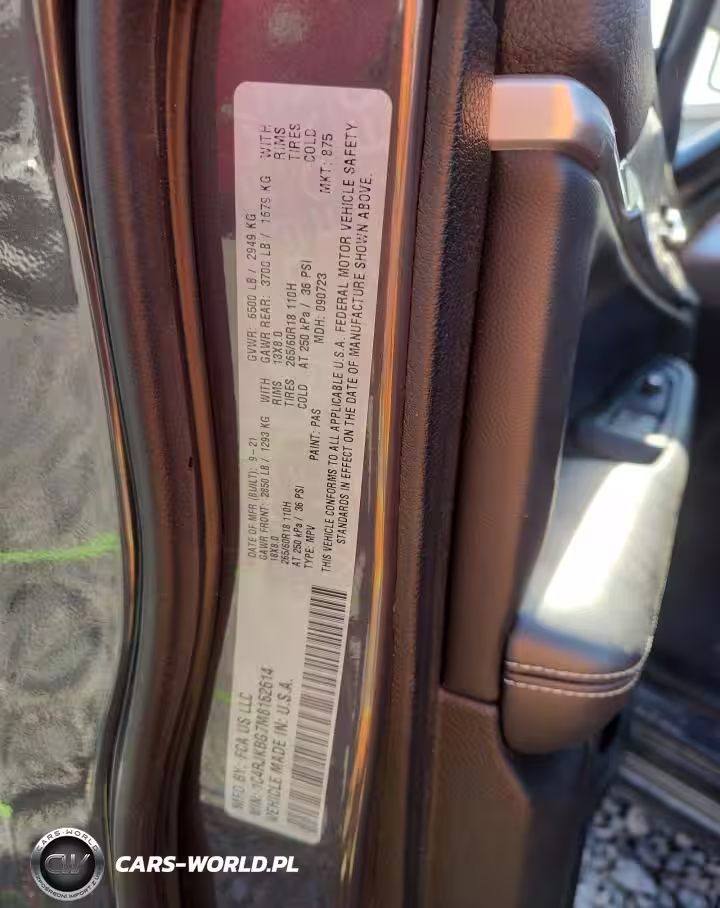 MFD BY: FCA US LLC
VIN: 1C4RJKBG7M8162614
VEHICLE MADE IN: U.S.A.
DATE OF MFR (BUILT): 9-21 GVWR: 6500 LB / 2949 KG
GAWR FRONT: 2850 LB / 1293 KG WITH GAWR REAR: 3700 LB / 1679 KG WITH
18X8.0 RIMS 18X8.0 RIMS
265/60R18 110H TIRES 265/60R18 110H TIRES
AT 250 kPa / 36 PSI COLD AT 250 kPa / 36 PSI COLD
TYPE: MPV PAINT: PAS MDH: 090723 MKT: 875
THIS VEHICLE CONFORMS TO ALL APPLICABLE U.S.A. FEDERAL MOTOR VEHICLE SAFETY
STANDARDS IN EFFECT ON THE DATE OF MANUFACTURE SHOWN ABOVE.
CARS-WORLD
CW
CARS-WORLD.PL